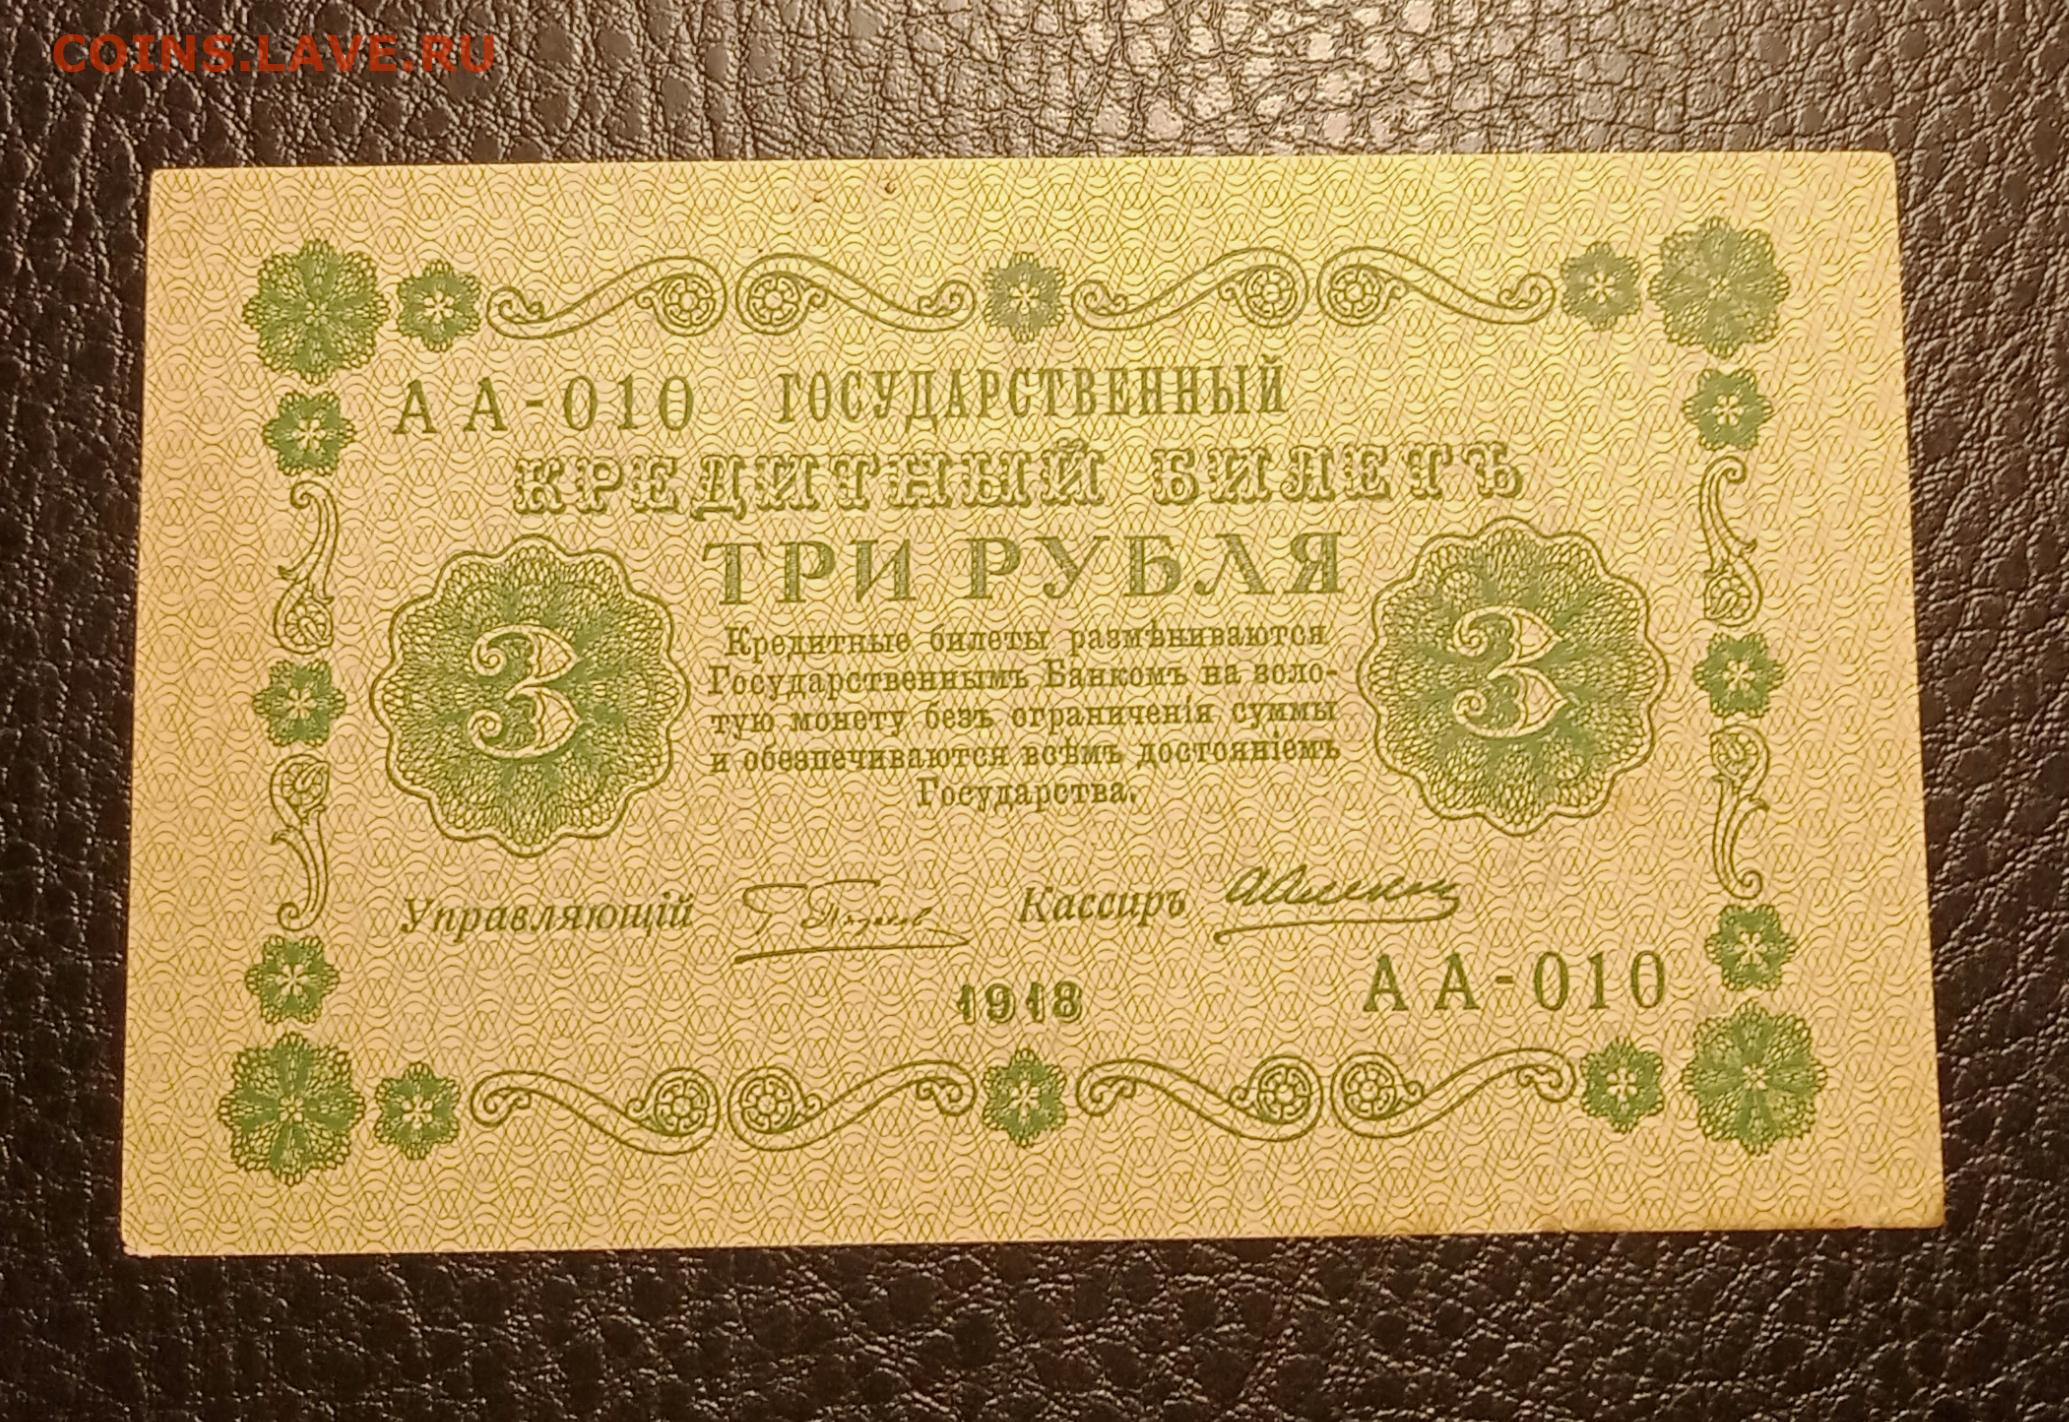 COINS.LAVE.RU
АА-010 ГОСУДАРСТВЕННЫЙ
КРЕДИТНЫЙ БИЛЕТЪ
ТРИ РУБЛЯ
3 3
Кредитные билеты размѣниваются
Государственнымъ Банкомъ на золо-
тую монету безъ ограниченія суммы
и обезпечиваются всѣмъ достояніемъ
Государства.
Управляющій Кассиръ
1918 АА-010